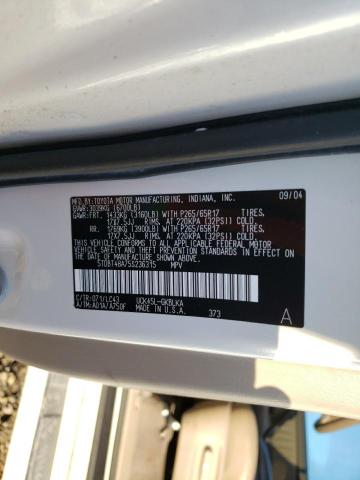 MFD.BY: TOYOTA MOTOR MANUFACTURING, INDIANA, INC. 09/04
GVWR: 3039KG (6700LB)
GAWR: FRT. 1433KG (3160LB) WITH P265/65R17 TIRES,
17X7.5JJ RIMS, AT 220KPA (32PSI) COLD.
RR. 1769KG (3900LB) WITH P265/65R17 TIRES,
17X7.5JJ RIMS, AT 220KPA (32PSI) COLD.
THIS VEHICLE CONFORMS TO ALL APPLICABLE FEDERAL MOTOR
VEHICLE SAFETY, AND THEFT PREVENTION STANDARDS IN EFFECT
ON THE DATE OF MANUFACTURE SHOWN ABOVE.
5TDBT48A75S236315 MPV
C/TR: 071/LC43 UCK45L-GKBLKA
A/TM: A01A/A750F MADE IN U.S.A. 373 A